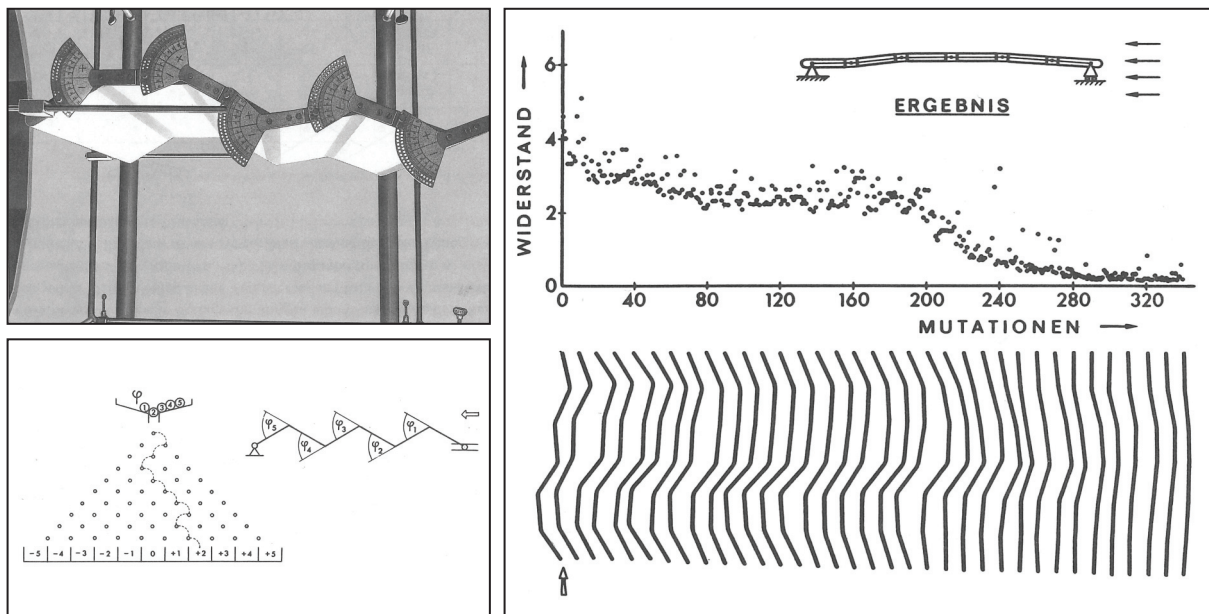 φ
1 2 3 4 5
φ5 φ4 φ3 φ2 φ1
-5 -4 -3 -2 -1 0 +1 +2 +3 +4 +5
WIDERSTAND
6
4
2
0
ERGEBNIS
0 40 80 120 160 200 240 280 320
MUTATIONEN